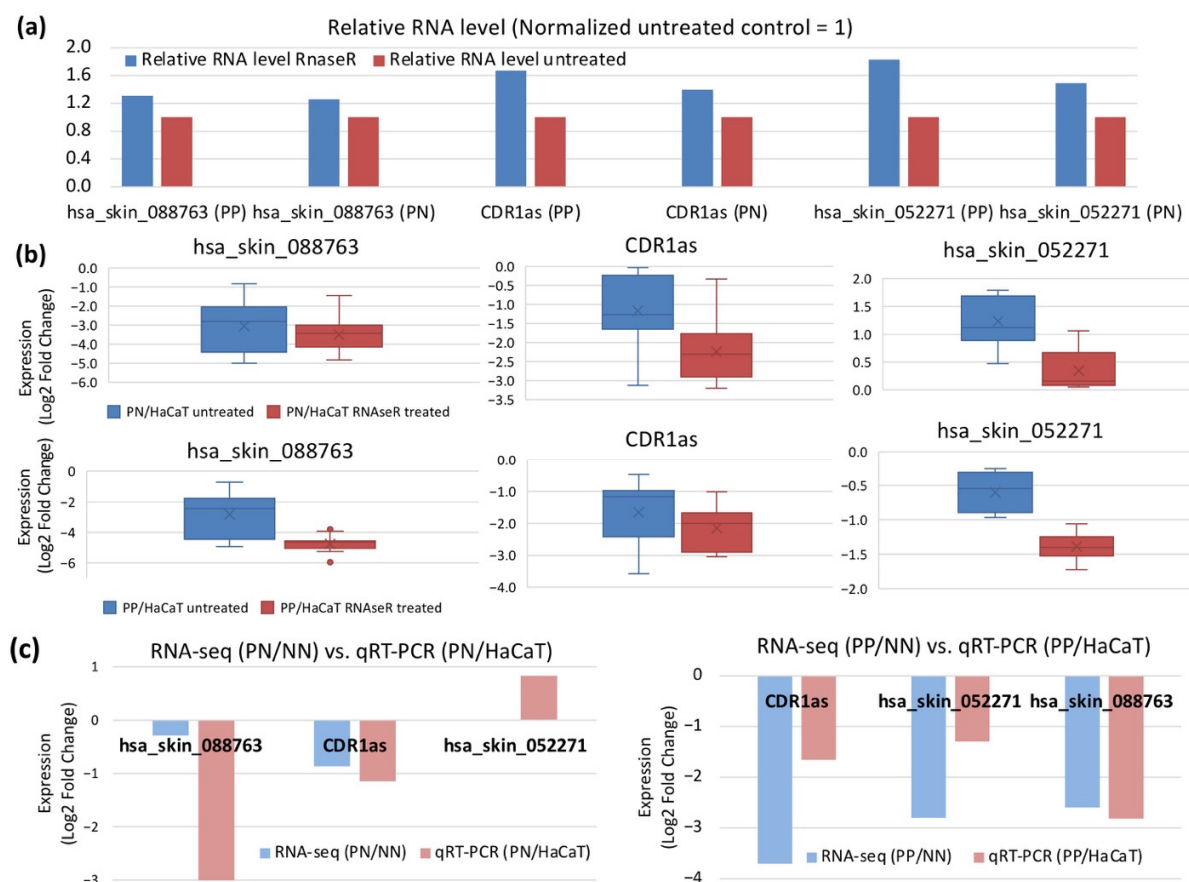 (a)
Relative RNA level (Normalized untreated control = 1)
2.0
Relative RNA level RnaseR
Relative RNA level untreated
1.6
1.2
0.8
0.4
0.0
hsa_skin_088763 (PP)
hsa_skin_088763 (PN)
CDR1as (PP)
CDR1as (PN)
hsa_skin_052271 (PP)
hsa_skin_052271 (PN)
(b)
hsa_skin_088763
Expression
(Log2 Fold Change)
0.0
−1.0
−2.0
−3.0
−4.0
−5.0
−6.0
PN/HaCaT untreated
PN/HaCaT RNAseR treated
CDR1as
0.0
−0.5
−1.0
−1.5
−2.0
−2.5
−3.0
−3.5
hsa_skin_052271
2.0
1.5
1.0
0.5
0.0
hsa_skin_088763
Expression
(Log2 Fold Change)
0
−2
−4
−6
PP/HaCaT untreated
PP/HaCaT RNAseR treated
CDR1as
0.0
−1.0
−2.0
−3.0
−4.0
hsa_skin_052271
0.0
−0.5
−1.0
−1.5
−2.0
(c)
RNA-seq (PN/NN) vs. qRT-PCR (PN/HaCaT)
Expression
(Log2 Fold Change)
1
0
−1
−2
−3
hsa_skin_088763
CDR1as
hsa_skin_052271
RNA-seq (PN/NN)
qRT-PCR (PN/HaCaT)
RNA-seq (PP/NN) vs. qRT-PCR (PP/HaCaT)
Expression
(Log2 Fold Change)
0
−1
−2
−3
−4
CDR1as
hsa_skin_052271
hsa_skin_088763
RNA-seq (PP/NN)
qRT-PCR (PP/HaCaT)